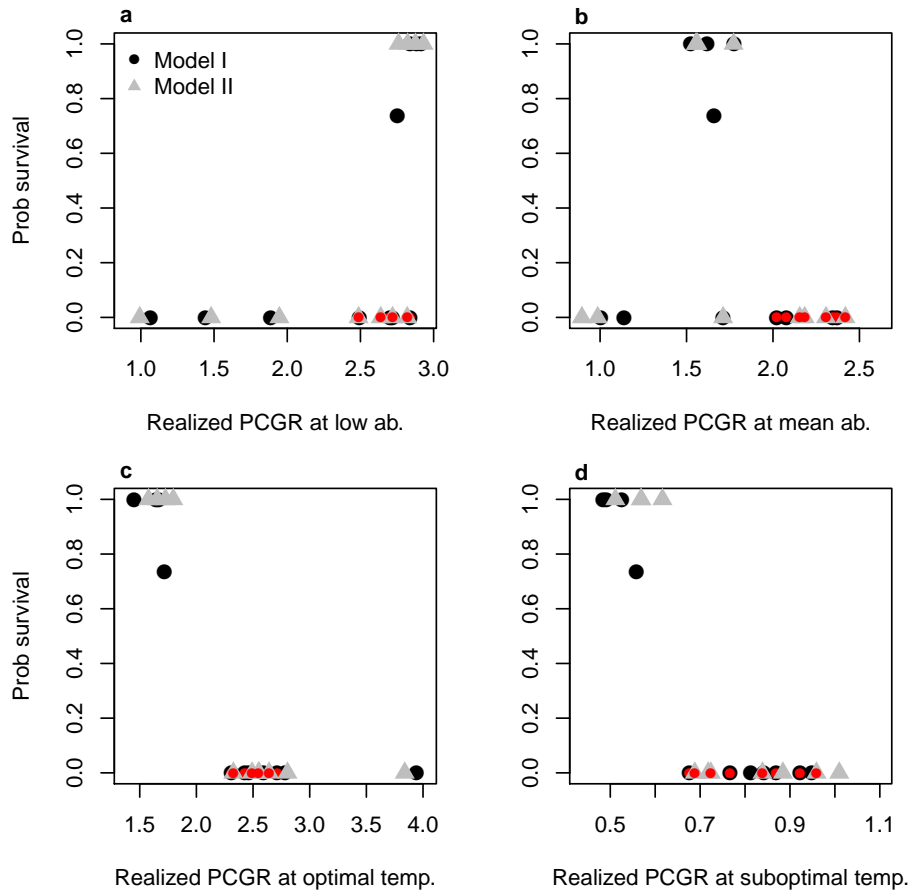 a
b
Model I
Model II
Prob survival
0.0 0.2 0.4 0.6 0.8 1.0
1.0 1.5 2.0 2.5 3.0
Realized PCGR at low ab.
0.0 0.2 0.4 0.6 0.8 1.0
1.0 1.5 2.0 2.5
Realized PCGR at mean ab.
c
d
Prob survival
0.0 0.2 0.4 0.6 0.8 1.0
1.5 2.0 2.5 3.0 3.5 4.0
Realized PCGR at optimal temp.
0.0 0.2 0.4 0.6 0.8 1.0
0.5 0.7 0.9 1.1
Realized PCGR at suboptimal temp.